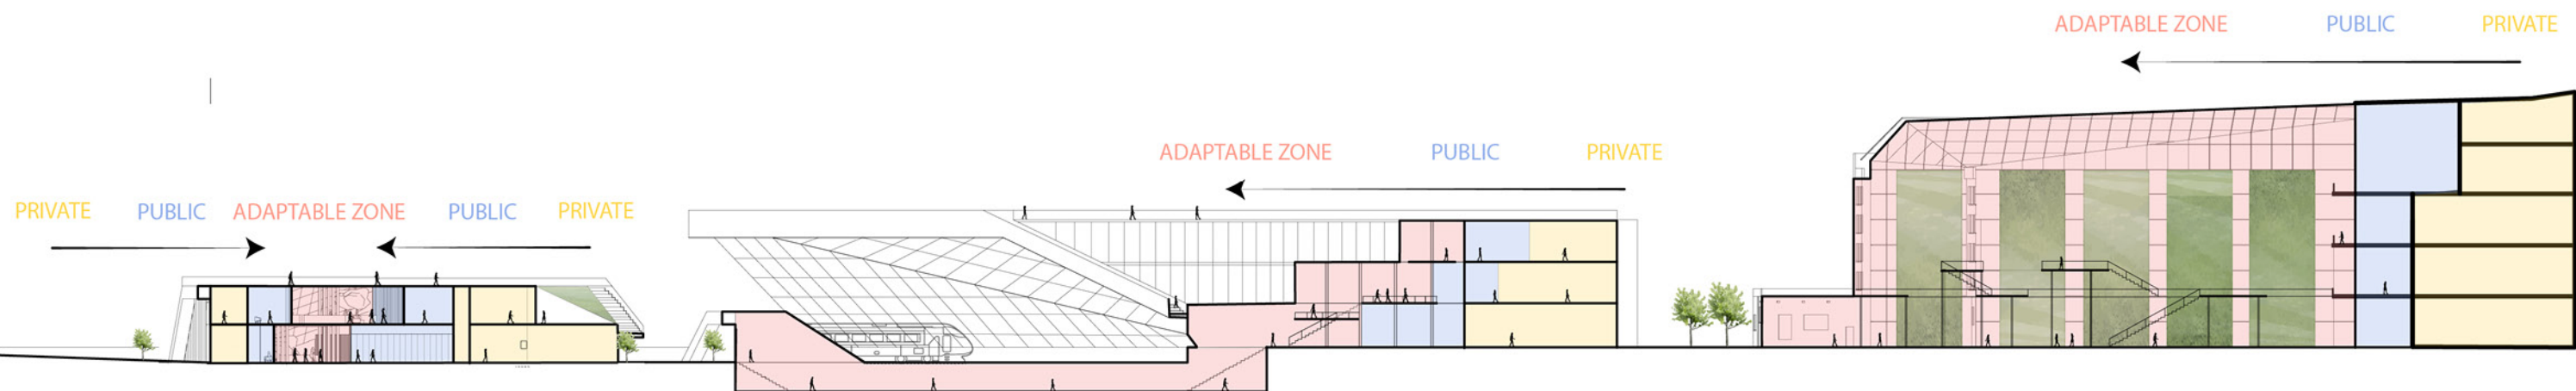 ADAPTABLE ZONE PUBLIC PRIVATE
ADAPTABLE ZONE PUBLIC PRIVATE
PRIVATE PUBLIC ADAPTABLE ZONE PUBLIC PRIVATE